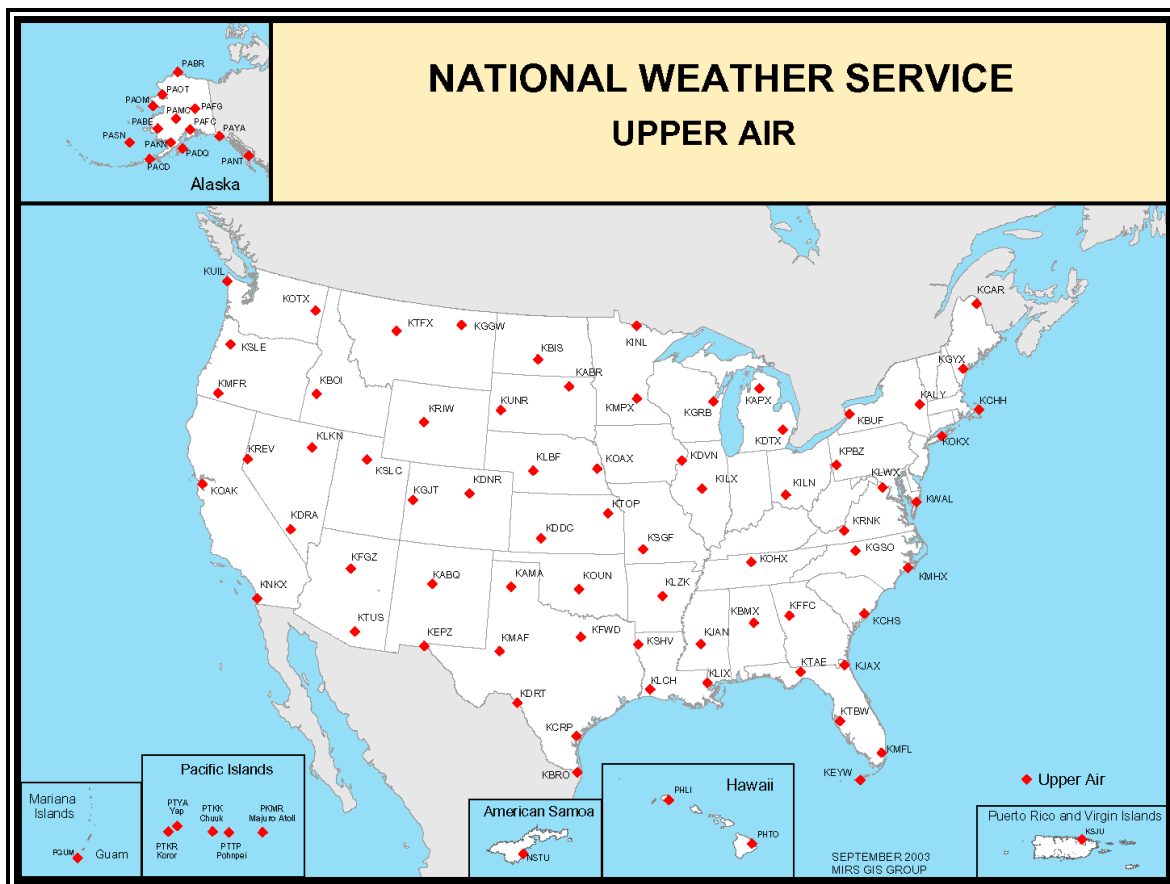 NATIONAL WEATHER SERVICE
UPPER AIR
PABR
PAOT
PAOM
PAMC
PAFG
PABE
PAFC
PASN
PAYA
PAKN
PADQ
PACD
PANT
Alaska
KUIL
KOTX
KCAR
KTFX
KGGW
KINL
KSLE
KBIS
KGYX
KMFR
KBOI
KABR
KUNR
KMPX
KGRB
KAPX
KALY
KCHH
KRIW
KBUF
KDTX
KOKX
KREV
KLKN
KSLC
KLBF
KOAX
KDVN
KPBZ
KLWX
KOAK
KGJT
KDNR
KILX
KILN
KWAL
KTOP
KDRA
KDDC
KRNK
KSGF
KGSO
KFGZ
KOHX
KABQ
KAMA
KOUN
KLZK
KMHX
KNKX
KTUS
KBMX
KFFC
KCHS
KEPZ
KMAF
KFWD
KSHV
KJAN
KTAE
KJAX
KDRT
KLCH
KLIX
KCRP
KTBW
KMFL
KBRO
KEYW
Upper Air
Mariana
Islands
PGUM
Guam
Pacific Islands
PTYA
Yap
PTKK
Chuuk
PKMR
Majuro Atoll
PTKR
Koror
PTTP
Pohnpei
American Samoa
NSTU
Hawaii
PHLI
PHTO
SEPTEMBER 2003
MIRS GIS GROUP
Puerto Rico and Virgin Islands
KSJU